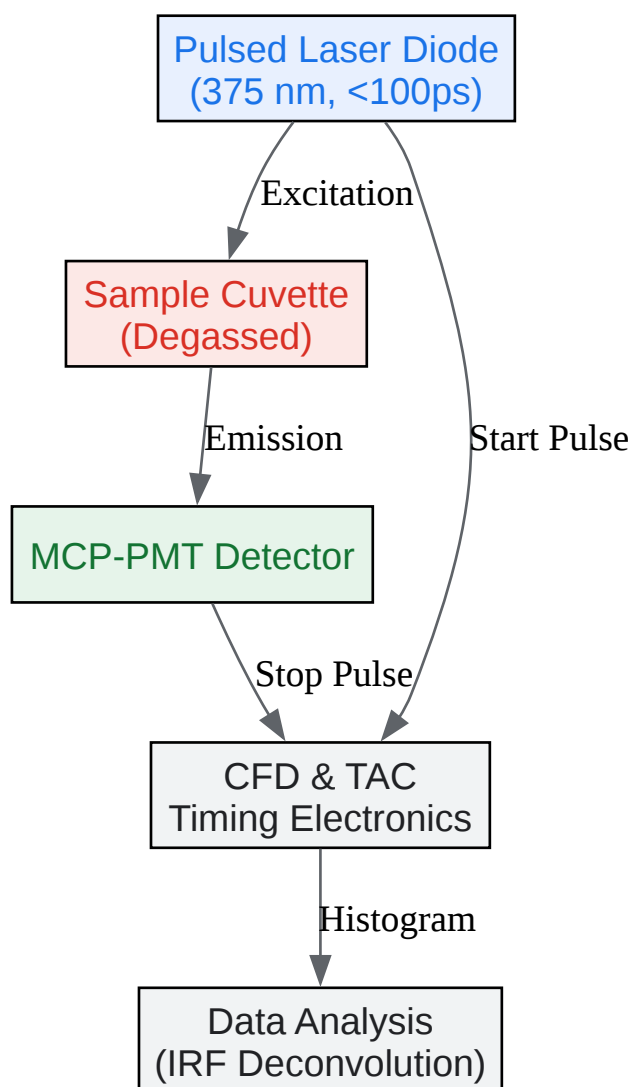 Pulsed Laser Diode
(375 nm, <100ps)
Excitation
Sample Cuvette
(Degassed)
Emission
Start Pulse
MCP-PMT Detector
Stop Pulse
CFD & TAC
Timing Electronics
Histogram
Data Analysis
(IRF Deconvolution)